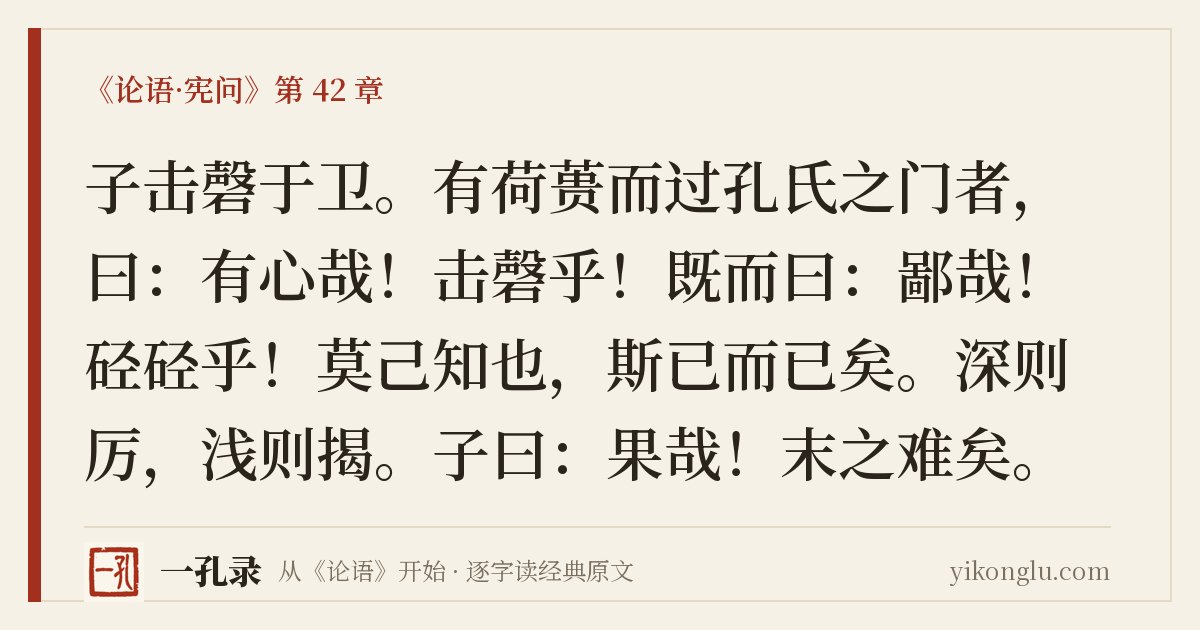 《论语·宪问》第 42 章
子击磬于卫。有荷蒉而过孔氏之门者，
曰：有心哉！击磬乎！既而曰：鄙哉！
硁硁乎！莫己知也，斯已而已矣。深则
厉，浅则揭。子曰：果哉！末之难矣。
一孔
一孔录 从《论语》开始 · 逐字读经典原文 yikonglu.com